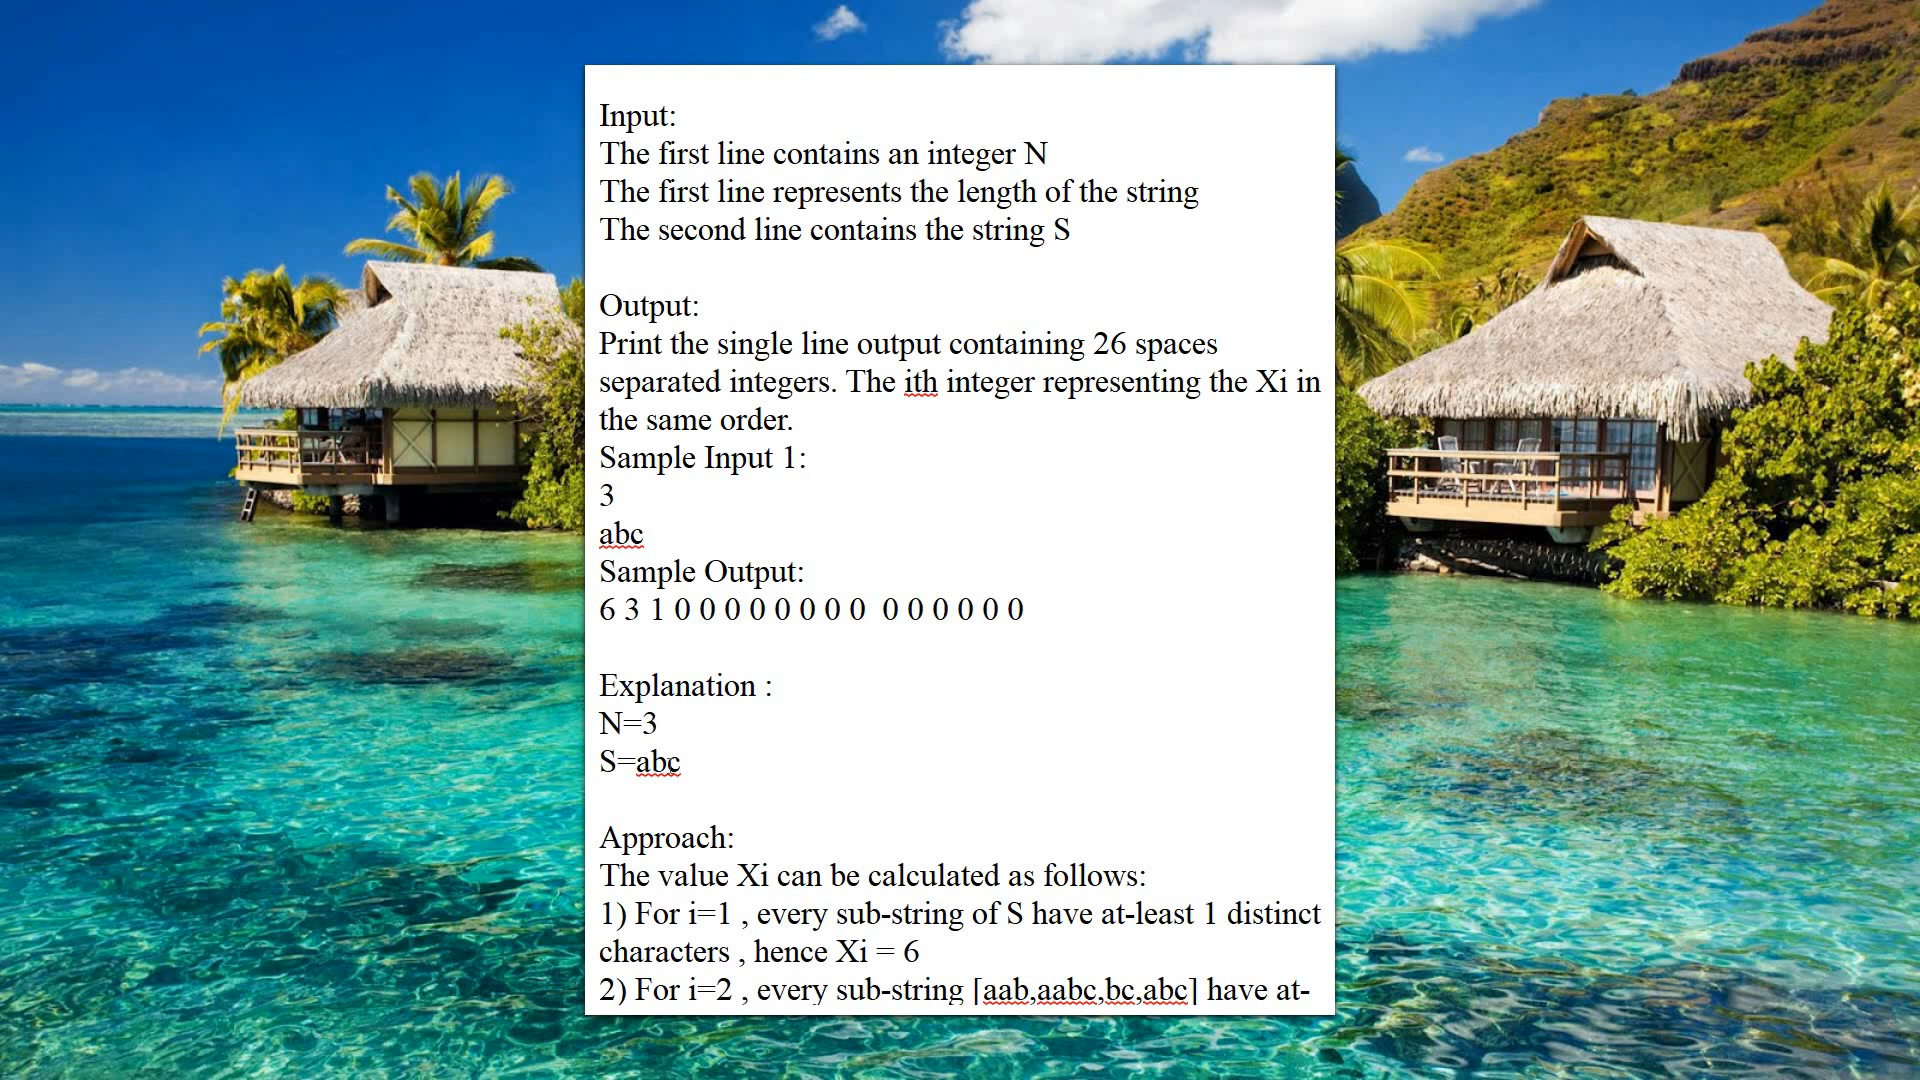 Input:
The first line contains an integer N
The first line represents the length of the string
The second line contains the string S
Output:
Print the single line output containing 26 spaces
separated integers. The ith integer representing the Xi in
the same order.
Sample Input 1:
3
abc
Sample Output:
6 3 1 0 0 0 0 0 0 0 0  0 0 0 0 0 0
Explanation :
N=3
S=abc
Approach:
The value Xi can be calculated as follows:
1) For i=1 , every sub-string of S have at-least 1 distinct
characters , hence Xi = 6
2) For i=2 , every sub-string [aab,aabc,bc,abc] have at-